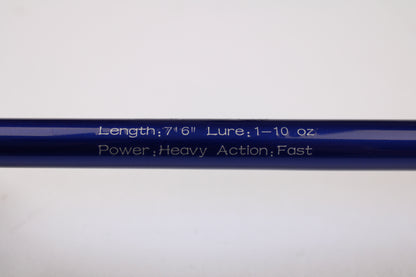 Length:7'6" Lure:1-10 oz
Power:Heavy Action:Fast